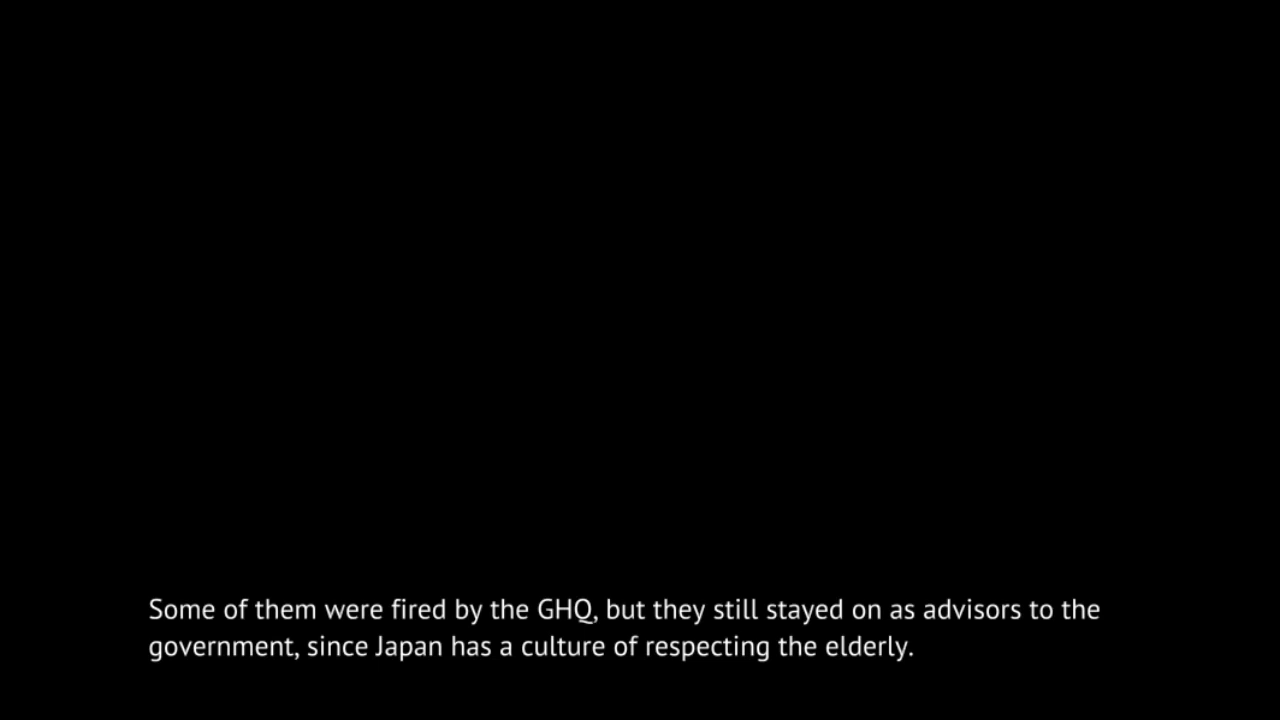 Some of them were fired by the GHQ, but they still stayed on as advisors to the
government, since Japan has a culture of respecting the elderly.